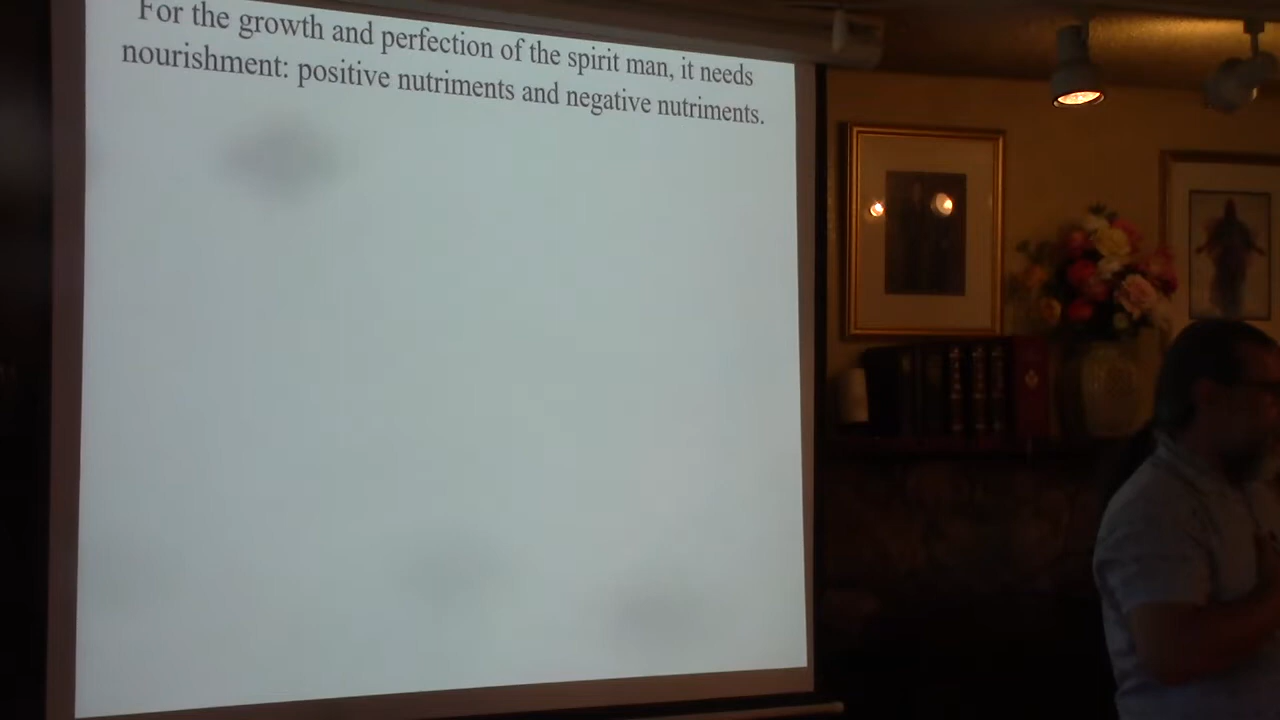 For the growth and perfection of the spirit man, it needs
nourishment: positive nutriments and negative nutriments.